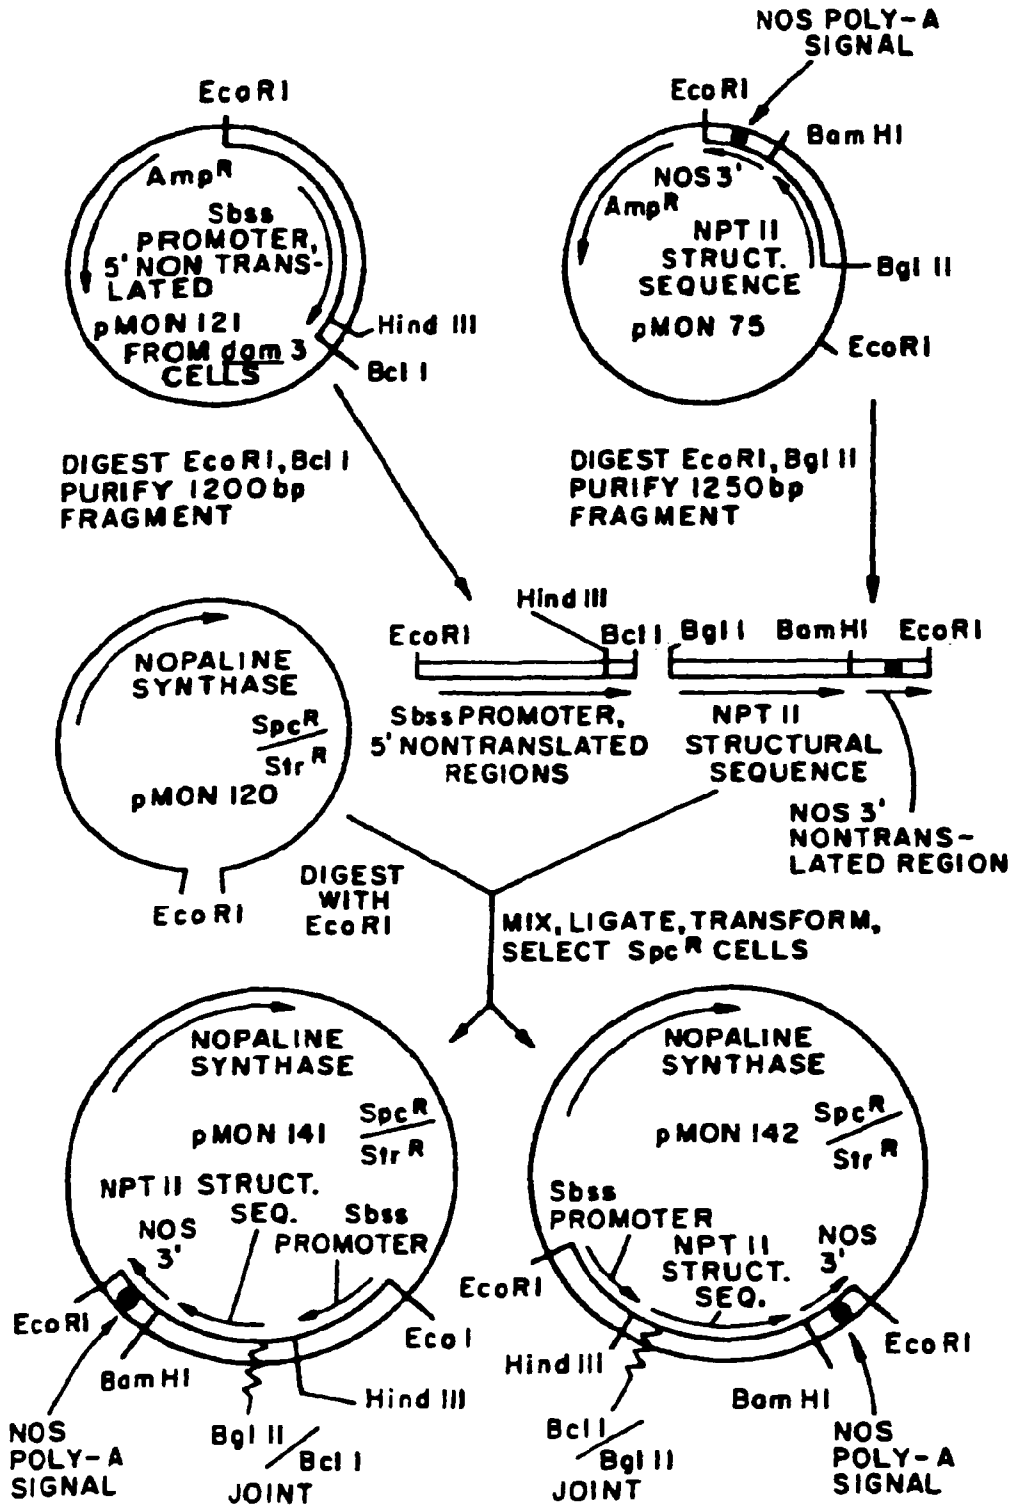 NOS POLY-A
SIGNAL
EcoRI
AmpR
Sbss
PROMOTER,
5' NON TRANS-
LATED
pMON 121
FROM dam 3
CELLS
Hind III
Bcl I
EcoRI
Bam HI
NOS 3'
AmpR
NPT II
STRUCT.
SEQUENCE
pMON 75
Bgl II
EcoRI
DIGEST EcoRI, Bcl I
PURIFY 1200bp
FRAGMENT
DIGEST EcoRI, Bgl II
PURIFY 1250bp
FRAGMENT
Hind III
EcoRI
Bcl I
Bgl I
BamHI
EcoRI
Sbss PROMOTER,
5' NONTRANSLATED
REGIONS
NPT II
STRUCTURAL
SEQUENCE
NOS 3'
NONTRANS-
LATED REGION
NOPALINE
SYNTHASE
SpcR
StrR
pMON 120
EcoRI
DIGEST
WITH
EcoRI
MIX, LIGATE, TRANSFORM,
SELECT SpcR CELLS
NOPALINE
SYNTHASE
pMON 141
SpcR
StrR
NPT II STRUCT.
SEQ.
Sbss
PROMOTER
NOS
3'
EcoRI
BamHI
Eco I
Hind III
Bgl II
Bcl I
JOINT
NOS
POLY-A
SIGNAL
NOPALINE
SYNTHASE
pMON 142
SpcR
StrR
Sbss
PROMOTER
NPT II
STRUCT.
SEQ.
NOS
3'
EcoRI
Hind III
EcoRI
Bam HI
Bcl I
Bgl II
JOINT
NOS
POLY-A
SIGNAL